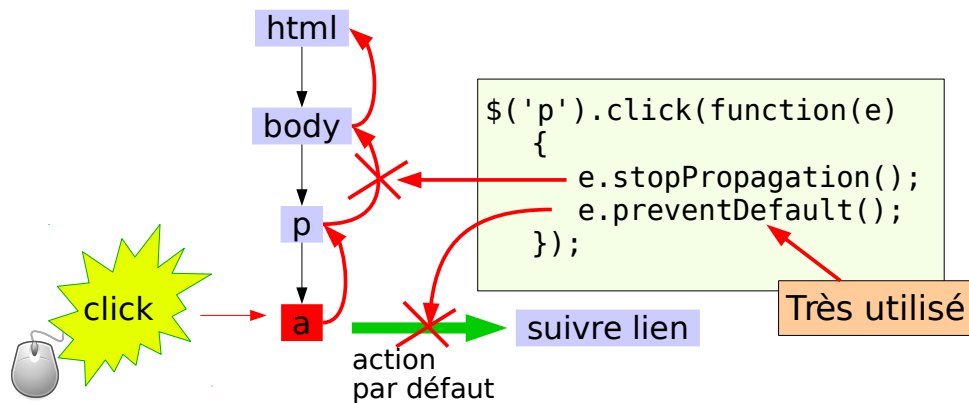 html
body
p
a
click
$('p').click(function(e)
{
e.stopPropagation();
e.preventDefault();
});
Très utilisé
suivre lien
action
par défaut